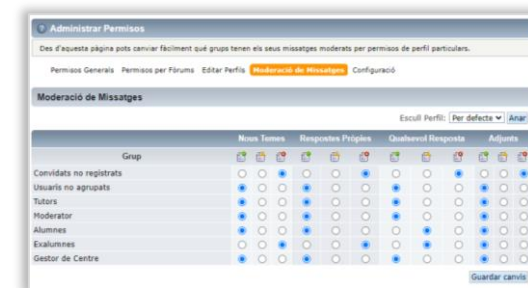 Administrar Permisos
Des d'aquesta pàgina pots canviar fàcilment qué grups tenen els seus missatges moderats per permisos de perfil particulars.
Permisos Generals Permisos per Fòrums Editar Perfils Moderació de Missatges Configuració
Moderació de Missatges
Escull Perfil: Per defecte Anar
Nous Temes Respostes Pròpies Qualsevol Resposta Adjunts
Grup
Convidats no registrats
Usuaris no agrupats
Tutors
Moderator
Alumnes
Exalumnes
Gestor de Centre
Guardar canvis